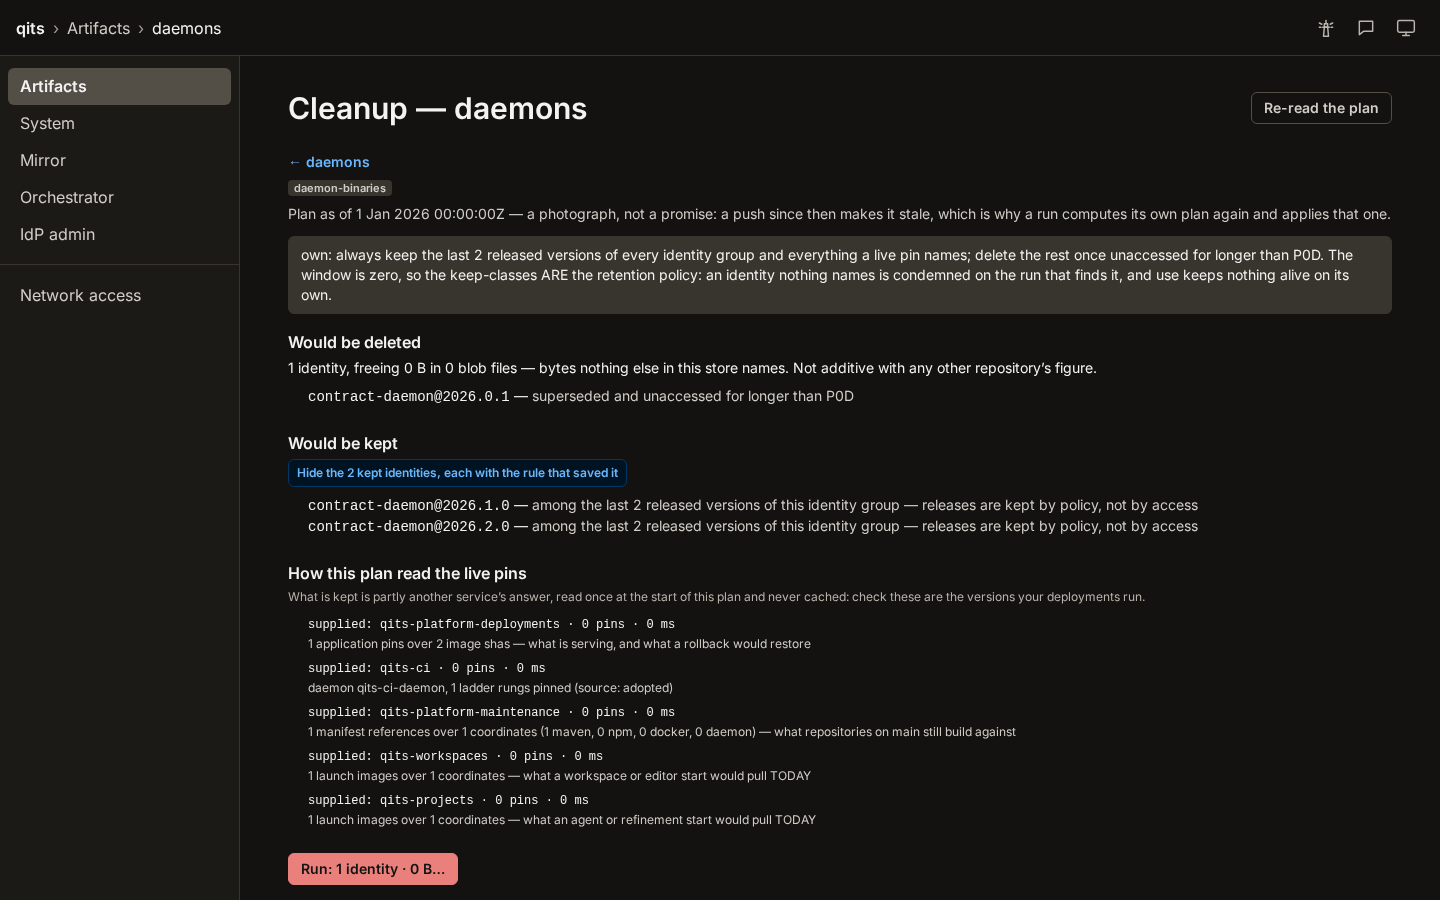 qits › Artifacts › daemons
Artifacts
System
Mirror
Orchestrator
IdP admin
Network access
Cleanup — daemons
Re-read the plan
← daemons
daemon-binaries
Plan as of 1 Jan 2026 00:00:00Z — a photograph, not a promise: a push since then makes it stale, which is why a run computes its own plan again and applies that one.
own: always keep the last 2 released versions of every identity group and everything a live pin names; delete the rest once unaccessed for longer than P0D. The
window is zero, so the keep-classes ARE the retention policy: an identity nothing names is condemned on the run that finds it, and use keeps nothing alive on its
own.
Would be deleted
1 identity, freeing 0 B in 0 blob files — bytes nothing else in this store names. Not additive with any other repository’s figure.
contract-daemon@2026.0.1 — superseded and unaccessed for longer than P0D
Would be kept
Hide the 2 kept identities, each with the rule that saved it
contract-daemon@2026.1.0 — among the last 2 released versions of this identity group — releases are kept by policy, not by access
contract-daemon@2026.2.0 — among the last 2 released versions of this identity group — releases are kept by policy, not by access
How this plan read the live pins
What is kept is partly another service’s answer, read once at the start of this plan and never cached: check these are the versions your deployments run.
supplied: qits-platform-deployments · 0 pins · 0 ms
1 application pins over 2 image shas — what is serving, and what a rollback would restore
supplied: qits-ci · 0 pins · 0 ms
daemon qits-ci-daemon, 1 ladder rungs pinned (source: adopted)
supplied: qits-platform-maintenance · 0 pins · 0 ms
1 manifest references over 1 coordinates (1 maven, 0 npm, 0 docker, 0 daemon) — what repositories on main still build against
supplied: qits-workspaces · 0 pins · 0 ms
1 launch images over 1 coordinates — what a workspace or editor start would pull TODAY
supplied: qits-projects · 0 pins · 0 ms
1 launch images over 1 coordinates — what an agent or refinement start would pull TODAY
Run: 1 identity · 0 B…